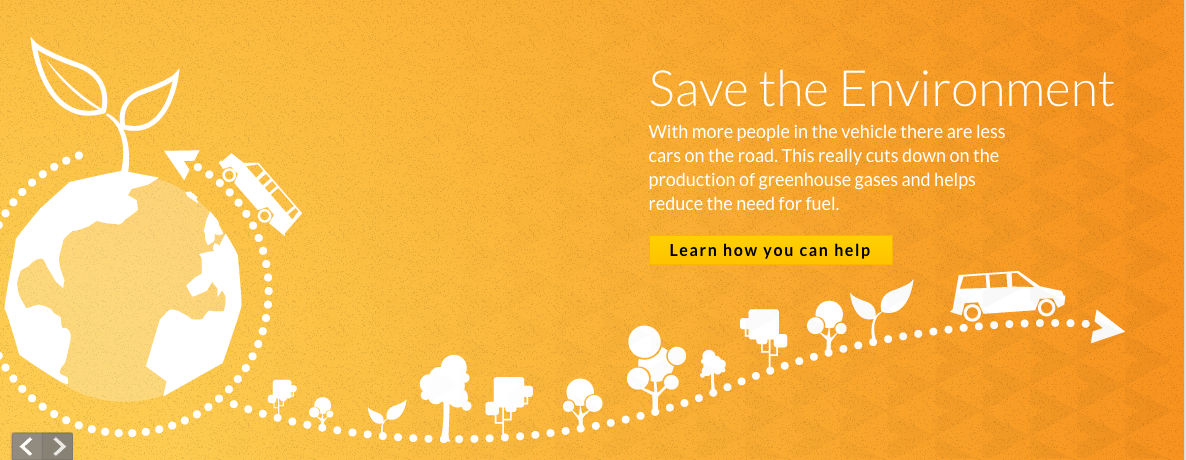 Save the Environment
With more people in the vehicle there are less
cars on the road. This really cuts down on the
production of greenhouse gases and helps
reduce the need for fuel.
Learn how you can help